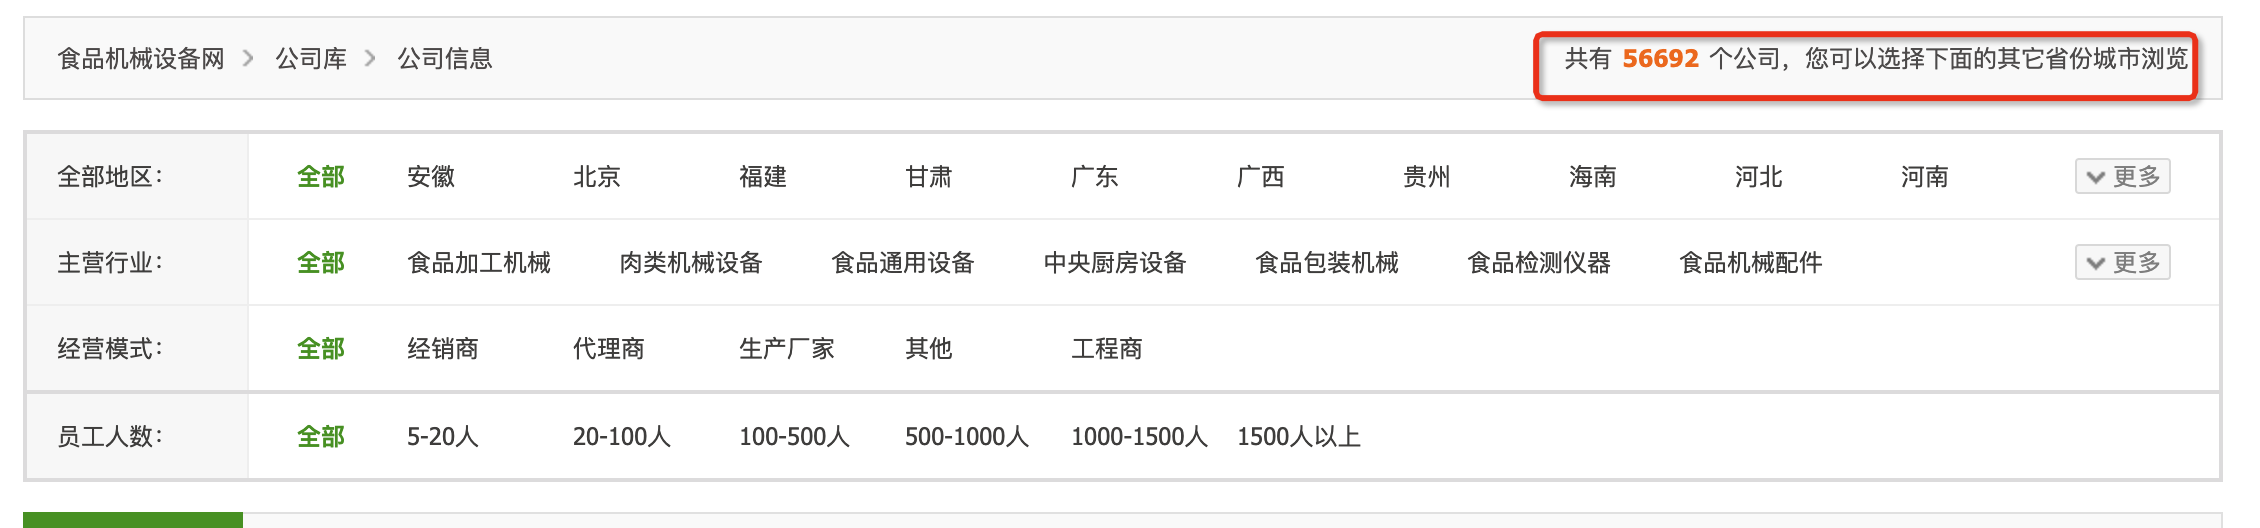 食品机械设备网 > 公司库 > 公司信息 共有 56692 个公司，您可以选择下面的其它省份城市浏览
全部地区： 全部 安徽 北京 福建 甘肃 广东 广西 贵州 海南 河北 河南 更多
主营行业： 全部 食品加工机械 肉类机械设备 食品通用设备 中央厨房设备 食品包装机械 食品检测仪器 食品机械配件 更多
经营模式： 全部 经销商 代理商 生产厂家 其他 工程商
员工人数： 全部 5-20人 20-100人 100-500人 500-1000人 1000-1500人 1500人以上